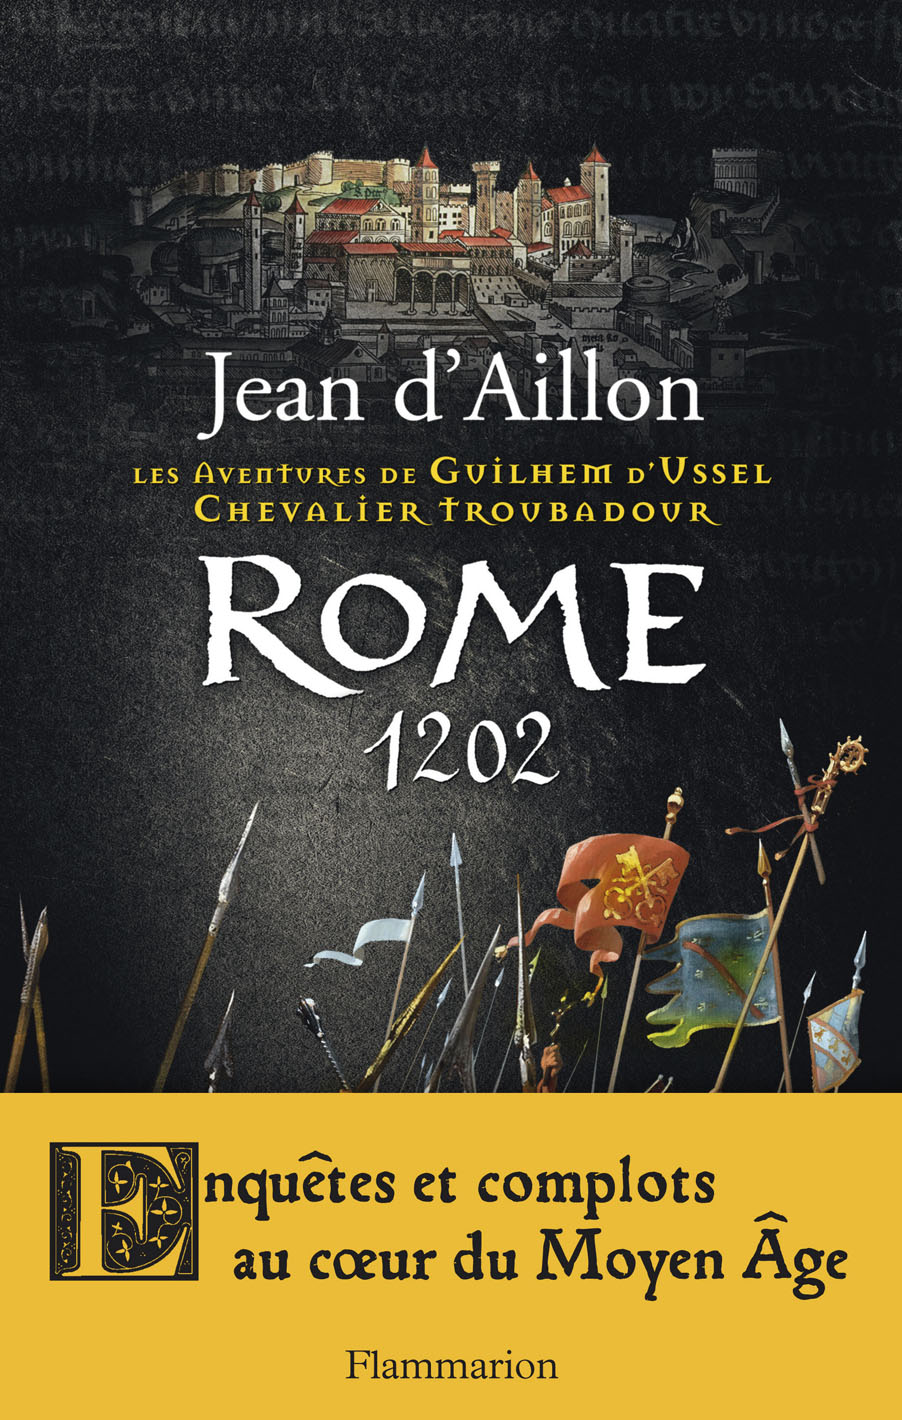 Jean d'Aillon
LES AVENTURES DE GUILHEM D'USSEL
CHEVALIER TROUBADOUR
ROME
1202
Enquêtes et complots
au cœur du Moyen Âge
Flammarion